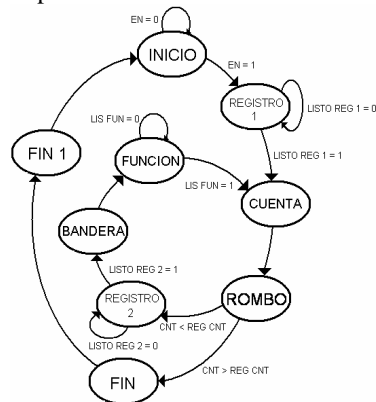 EN = 0
INICIO
EN = 1
REGISTRO
1
LISTO REG 1 = 0
LIS FUN = 0
LISTO REG 1 = 1
FIN 1
FUNCION
LIS FUN = 1
CUENTA
BANDERA
LISTO REG 2 = 1
REGISTRO
2
ROMBO
CNT < REG CNT
LISTO REG 2 = 0
CNT > REG CNT
FIN